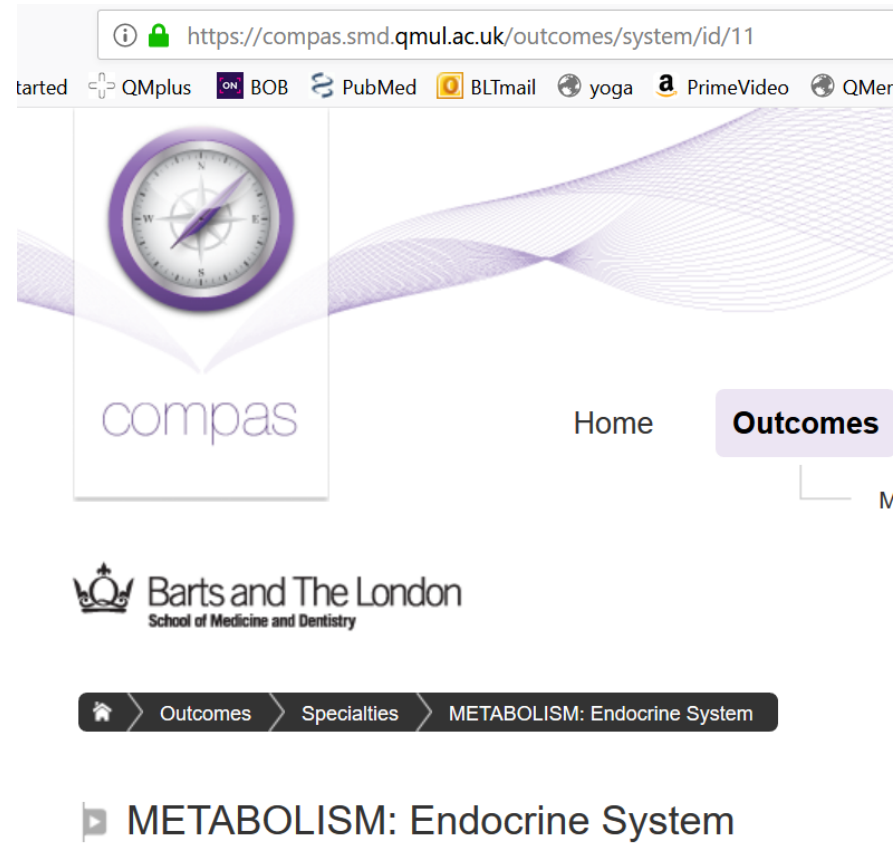 https://compas.smd.qmul.ac.uk/outcomes/system/id/11
tarted QMplus ON BOB PubMed BLTmail yoga a PrimeVideo QMer
N
W E
S
compas
Home Outcomes
M
Barts and The London
School of Medicine and Dentistry
Outcomes Specialties METABOLISM: Endocrine System
METABOLISM: Endocrine System